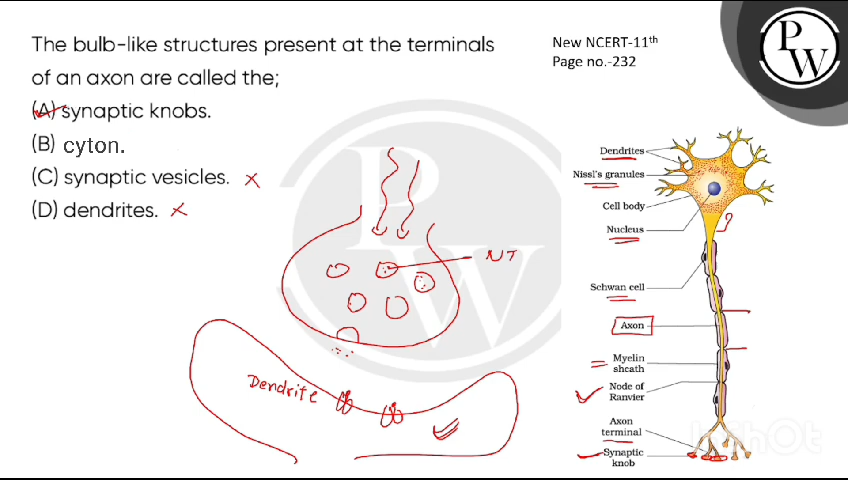 The bulb-like structures present at the terminals
of an axon are called the;
(A) synaptic knobs.
(B) cyton.
(C) synaptic vesicles. x
(D) dendrites. x
New NCERT-11th
Page no.-232
P
W
P
W
NT
Dendrite
Dendrites
Nissl's granules
Cell body
Nucleus
Schwan cell
Axon
Myelin
sheath
Node of
Ranvier
Axon
terminal
Synaptic
knob